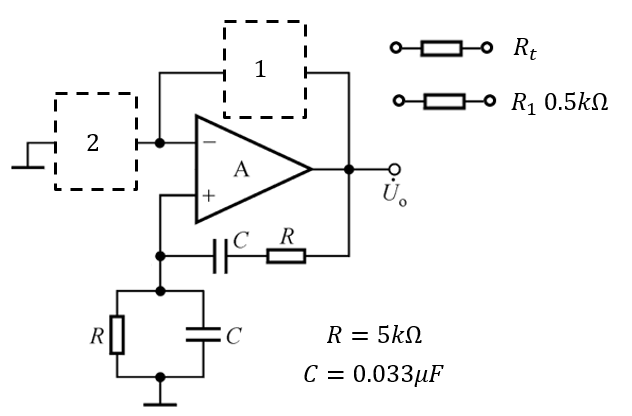 1
R_t
R_1 0.5kΩ
2
−
A
+
U̇_o
C
R
R
C
R = 5kΩ
C = 0.033μF